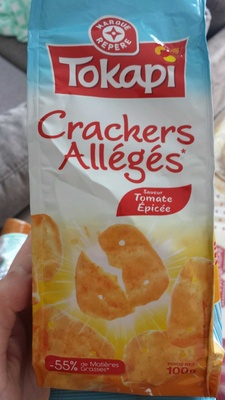 MARQUE
REPÈRE
Tokapi
Crackers
Allégés*
Saveur
Tomate
Épicée
-55% de Matières
Grasses*
100g